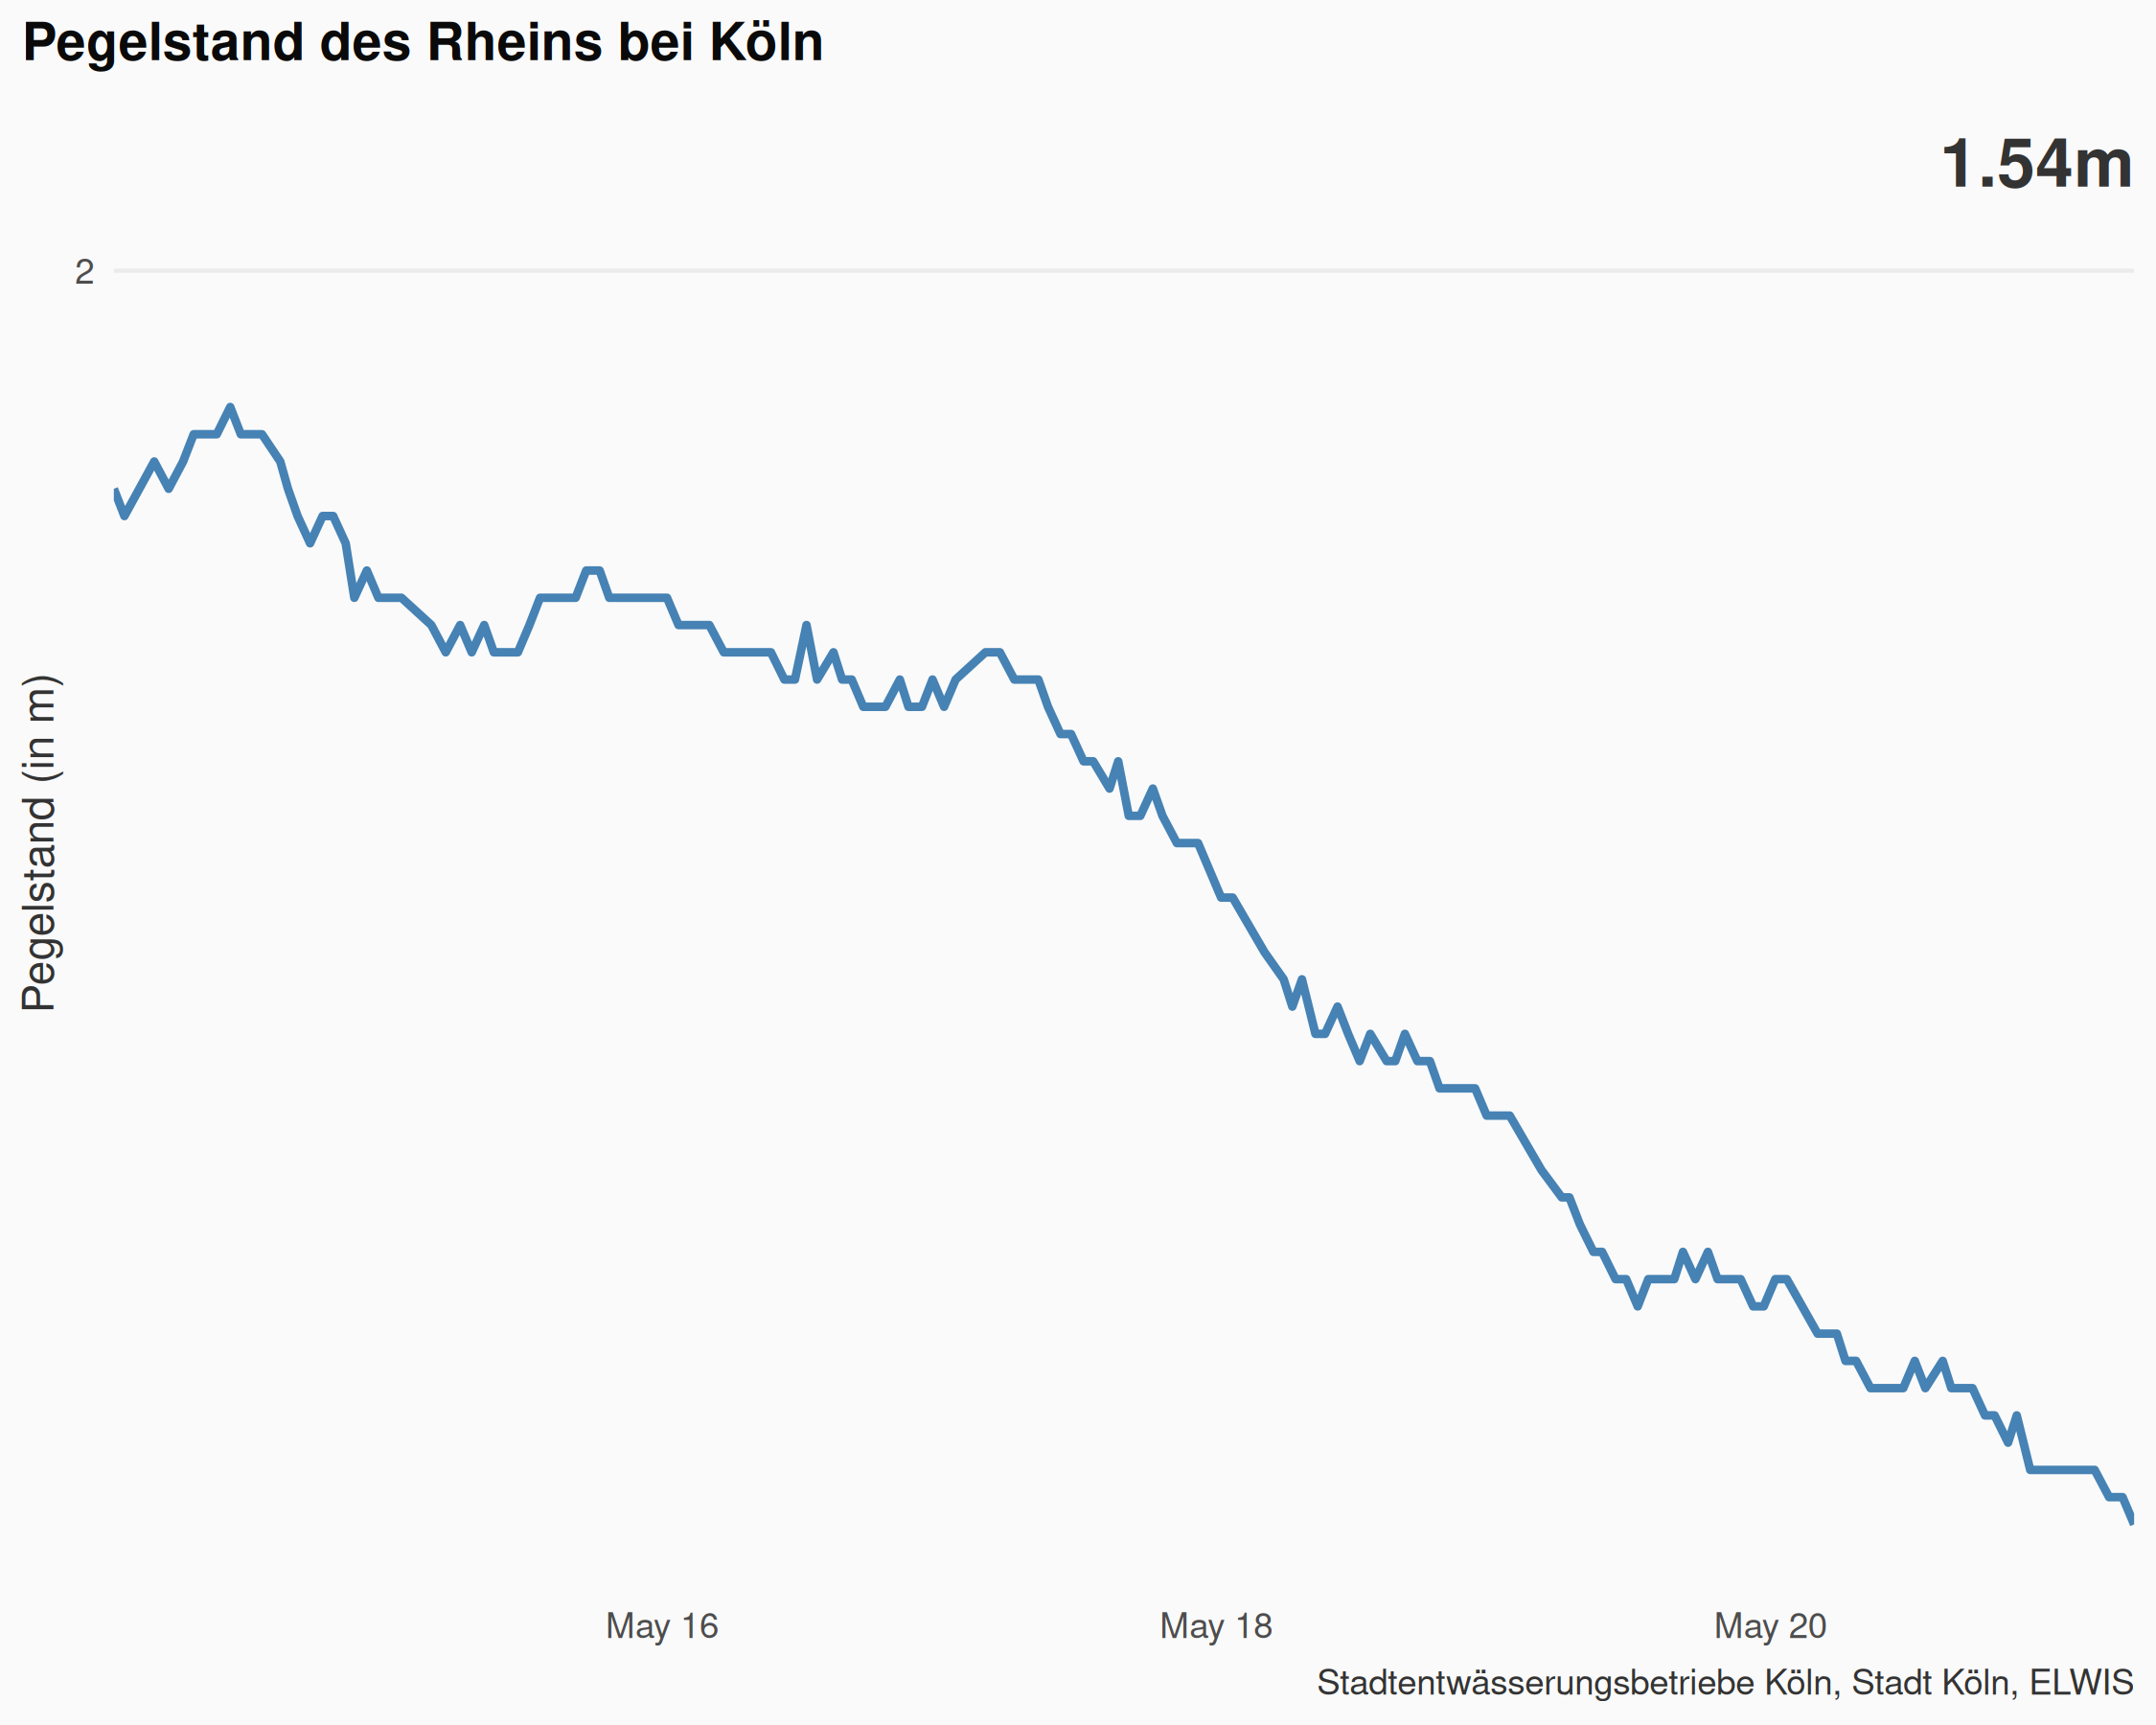 Pegelstand des Rheins bei Köln
1.54m
2
Pegelstand (in m)
May 16
May 18
May 20
Stadtentwässerungsbetriebe Köln, Stadt Köln, ELWIS